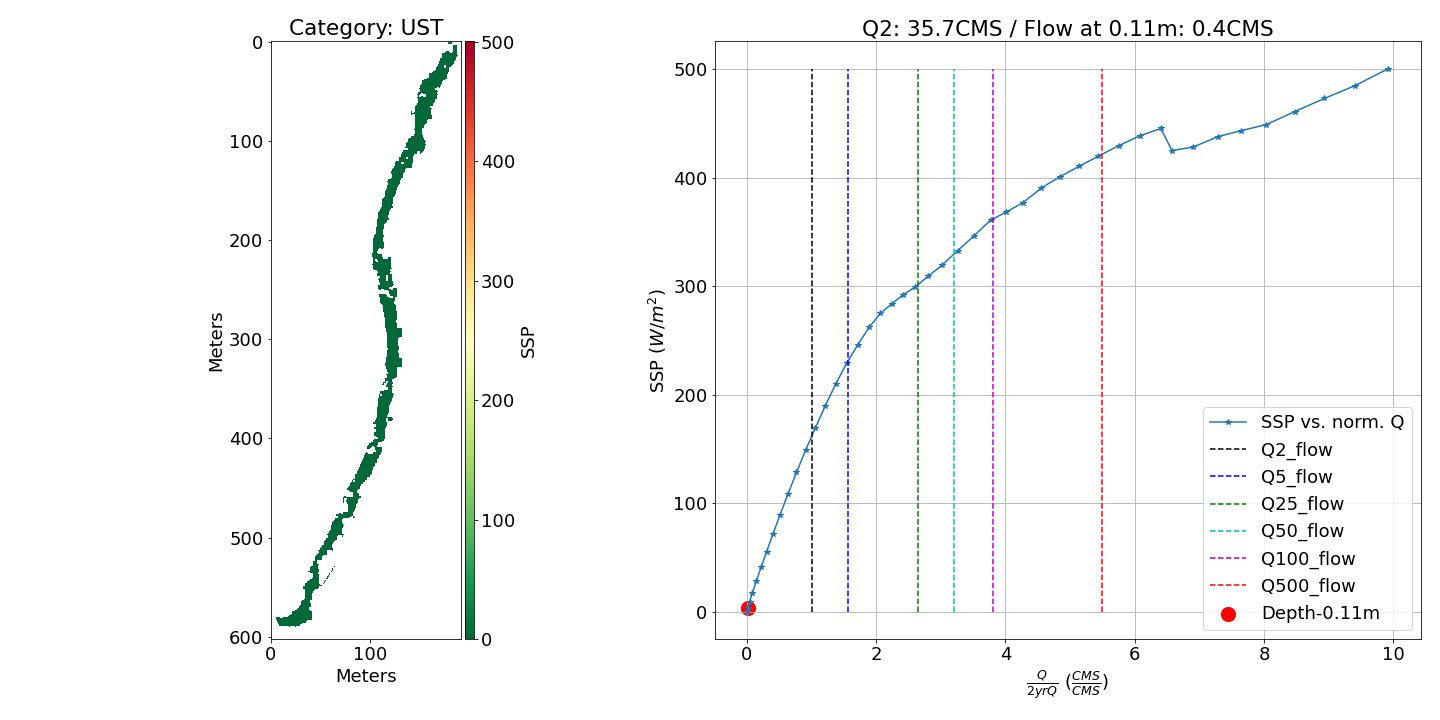 Category: UST
0
100
200
300
400
500
600
Meters
0
100
Meters
500
400
300
200
100
0
SSP
Q2: 35.7CMS / Flow at 0.11m: 0.4CMS
500
400
300
200
100
0
SSP (W/m²)
0
2
4
6
8
10
Q/2yrQ (CMS/CMS)
SSP vs. norm. Q
Q2_flow
Q5_flow
Q25_flow
Q50_flow
Q100_flow
Q500_flow
Depth-0.11m